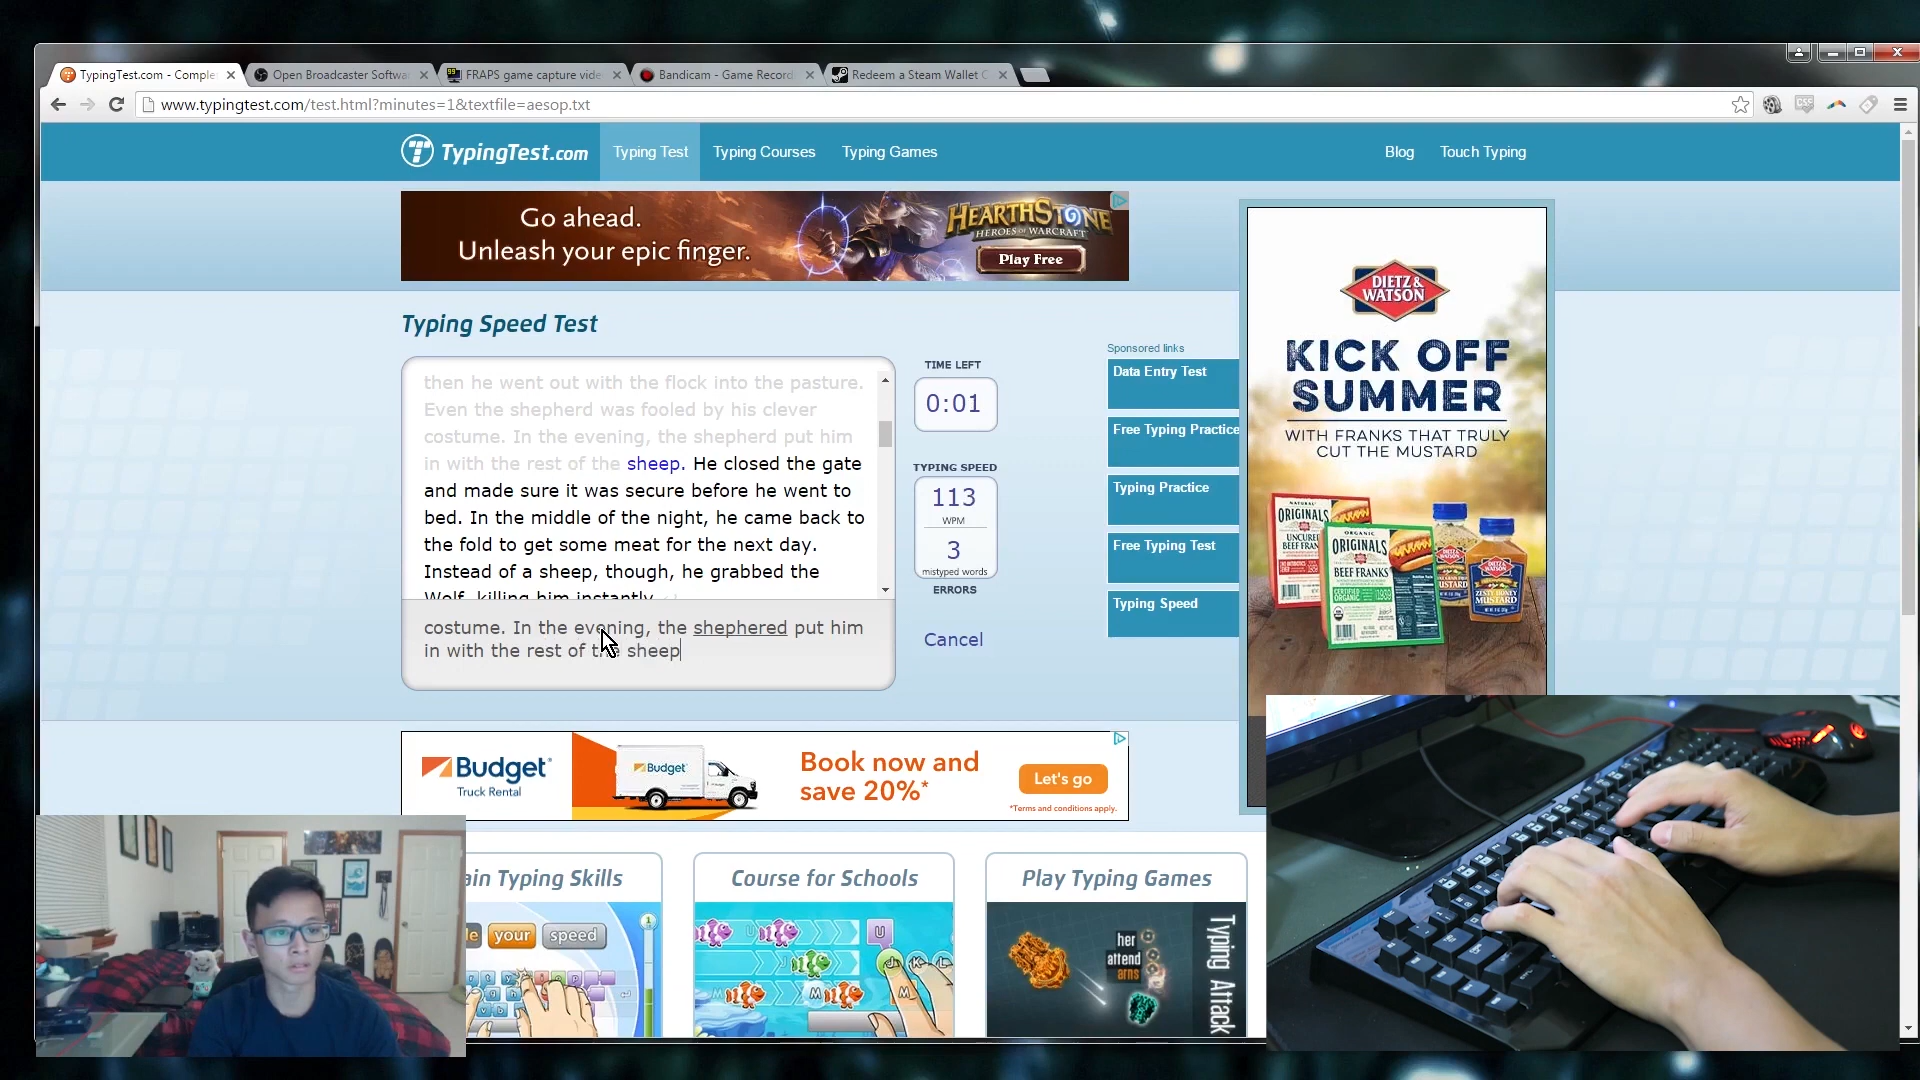 TypingTest.com - Comple
Open Broadcaster Softwa
FRAPS game capture vide
Bandicam - Game Record
Redeem a Steam Wallet C
www.typingtest.com/test.html?minutes=1&textfile=aesop.txt
TypingTest.com
Typing Test
Typing Courses
Typing Games
Blog
Touch Typing
Go ahead.
Unleash your epic finger.
HEARTHSTONE
HEROES OF WARCRAFT
Play Free
Typing Speed Test
then he went out with the flock into the pasture.
Even the shepherd was fooled by his clever
costume. In the evening, the shepherd put him
in with the rest of the sheep. He closed the gate
and made sure it was secure before he went to
bed. In the middle of the night, he came back to
the fold to get some meat for the next day.
Instead of a sheep, though, he grabbed the
Wolf, killing him instantly.
costume. In the evening, the shephered put him
in with the rest of the sheep
TIME LEFT
0:01
TYPING SPEED
113
WPM
3
mistyped words
ERRORS
Cancel
Sponsored links
Data Entry Test
Free Typing Practice
Typing Practice
Free Typing Test
Typing Speed
DIETZ &
WATSON
KICK OFF
SUMMER
WITH FRANKS THAT TRULY
CUT THE MUSTARD
ORIGINALS
ORGANIC
ORIGINALS
BEEF FRANKS
Budget
Truck Rental
Budget
Book now and
save 20%*
Let's go
*Terms and conditions apply.
ain Typing Skills
your
speed
Course for Schools
U
J K L
M
M
Play Typing Games
her
attend
arns
Typing Attack